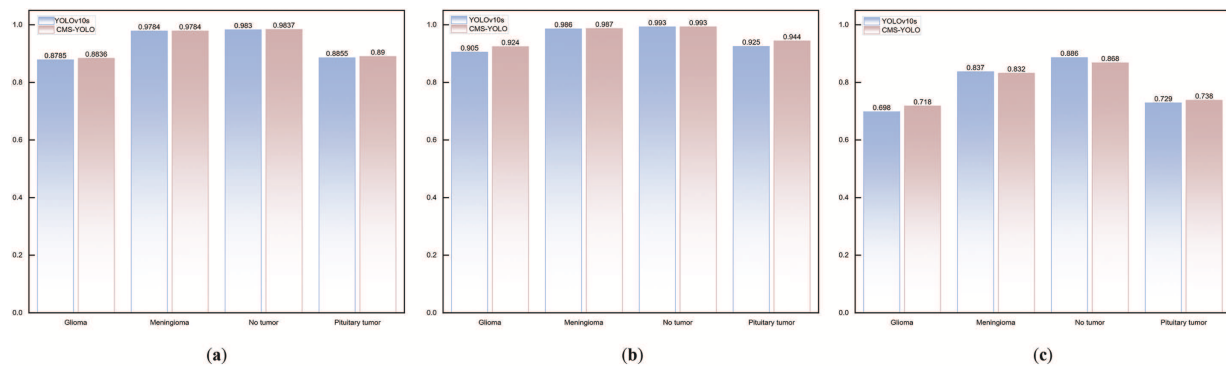 YOLOv10s
CMS-YOLO
1.0
0.8
0.6
0.4
0.2
0.0
0.8785
0.8836
0.9784
0.9784
0.983
0.9837
0.8855
0.89
Glioma
Meningioma
No tumor
Pituitary tumor
(a)
YOLOv10s
CMS-YOLO
1.0
0.8
0.6
0.4
0.2
0.0
0.905
0.924
0.986
0.987
0.993
0.993
0.925
0.944
Glioma
Meningioma
No tumor
Pituitary tumor
(b)
YOLOv10s
CMS-YOLO
1.0
0.8
0.6
0.4
0.2
0.0
0.698
0.718
0.837
0.832
0.886
0.868
0.729
0.738
Glioma
Meningioma
No tumor
Pituitary tumor
(c)